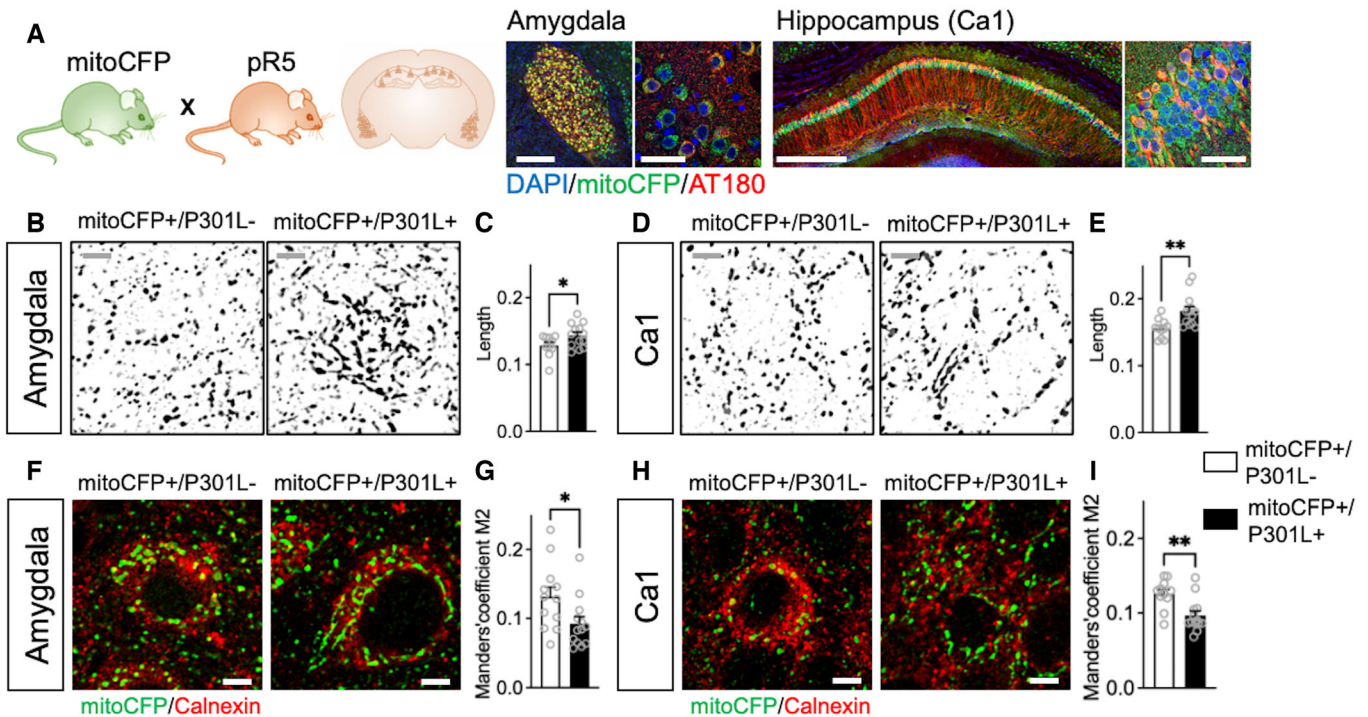 A
mitoCFP
x
pR5
Amygdala
Hippocampus (Ca1)
DAPI/mitoCFP/AT180
B
mitoCFP+/P301L-
mitoCFP+/P301L+
Amygdala
C
Length
0.2
0.1
0.0
*
D
mitoCFP+/P301L-
mitoCFP+/P301L+
Ca1
E
Length
0.2
0.1
0.0
**
mitoCFP+/
P301L-
mitoCFP+/
P301L+
F
mitoCFP+/P301L-
mitoCFP+/P301L+
Amygdala
mitoCFP/Calnexin
G
Manders'coefficient M2
0.2
0.1
0.0
*
H
mitoCFP+/P301L-
mitoCFP+/P301L+
Ca1
mitoCFP/Calnexin
I
Manders'coefficient M2
0.2
0.1
0.0
**